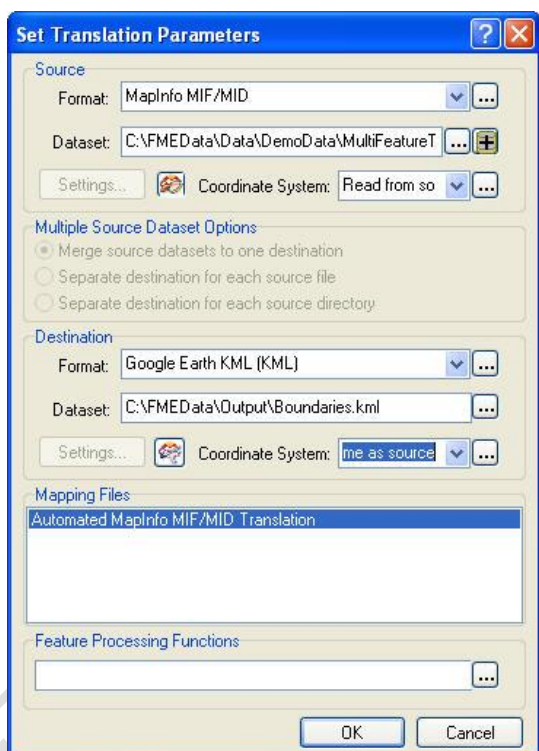 Set Translation Parameters
Source
Format: MapInfo MIF/MID
Dataset: C:\FMEData\Data\DemoData\MultiFeatureT
Settings... Coordinate System: Read from so
Multiple Source Dataset Options
Merge source datasets to one destination
Separate destination for each source file
Separate destination for each source directory
Destination
Format: Google Earth KML (KML)
Dataset: C:\FMEData\Output\Boundaries.kml
Settings... Coordinate System: me as source
Mapping Files
Automated MapInfo MIF/MID Translation
Feature Processing Functions
OK Cancel